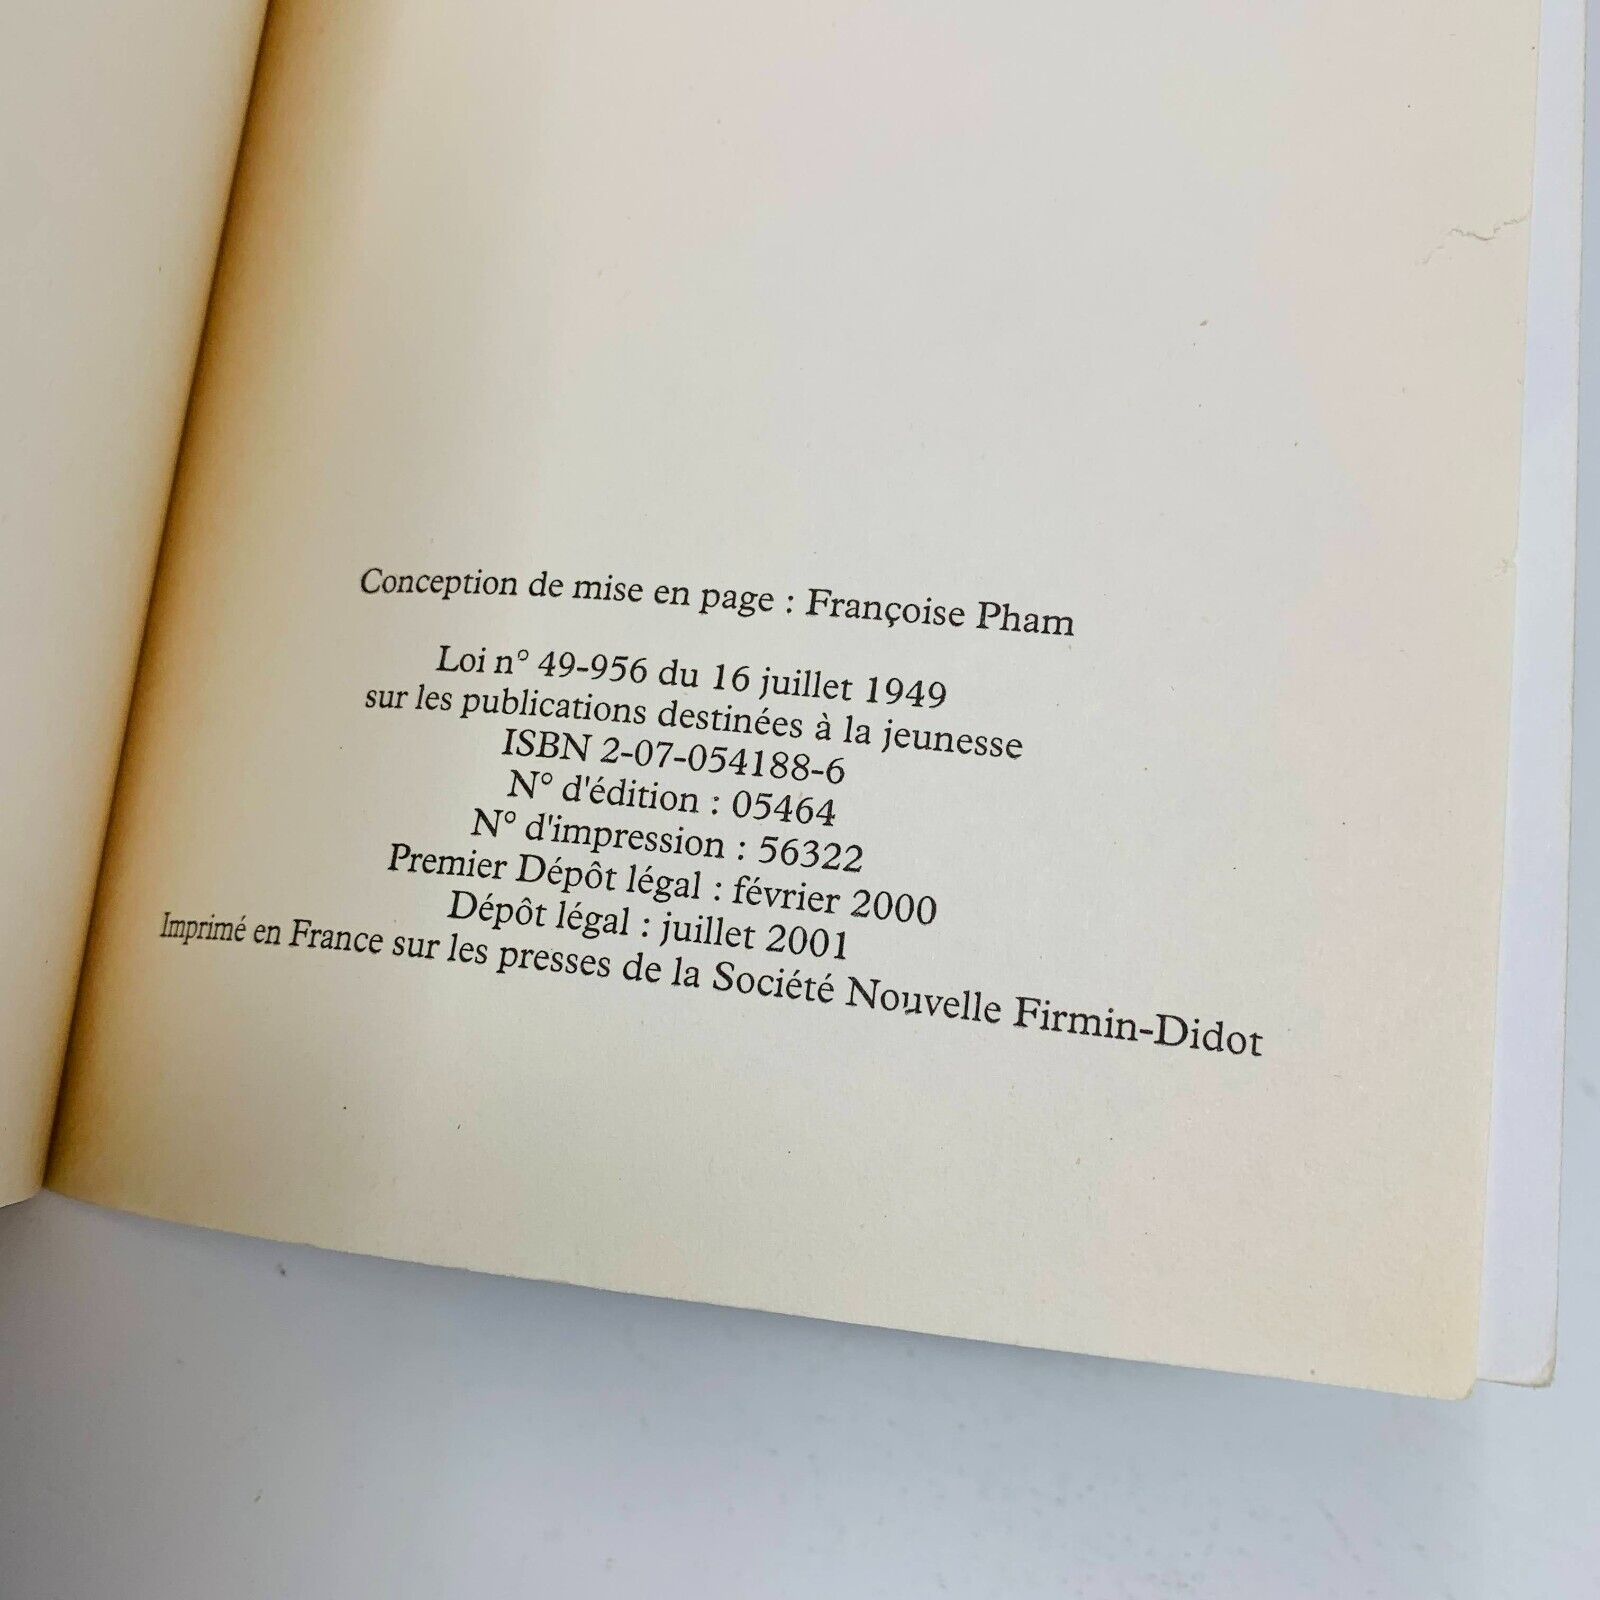 Conception de mise en page : Françoise Pham
Loi n° 49-956 du 16 juillet 1949
sur les publications destinées à la jeunesse
ISBN 2-07-054188-6
N° d'édition : 05464
N° d'impression : 56322
Premier Dépôt légal : février 2000
Dépôt légal : juillet 2001
Imprimé en France sur les presses de la Société Nouvelle Firmin-Didot